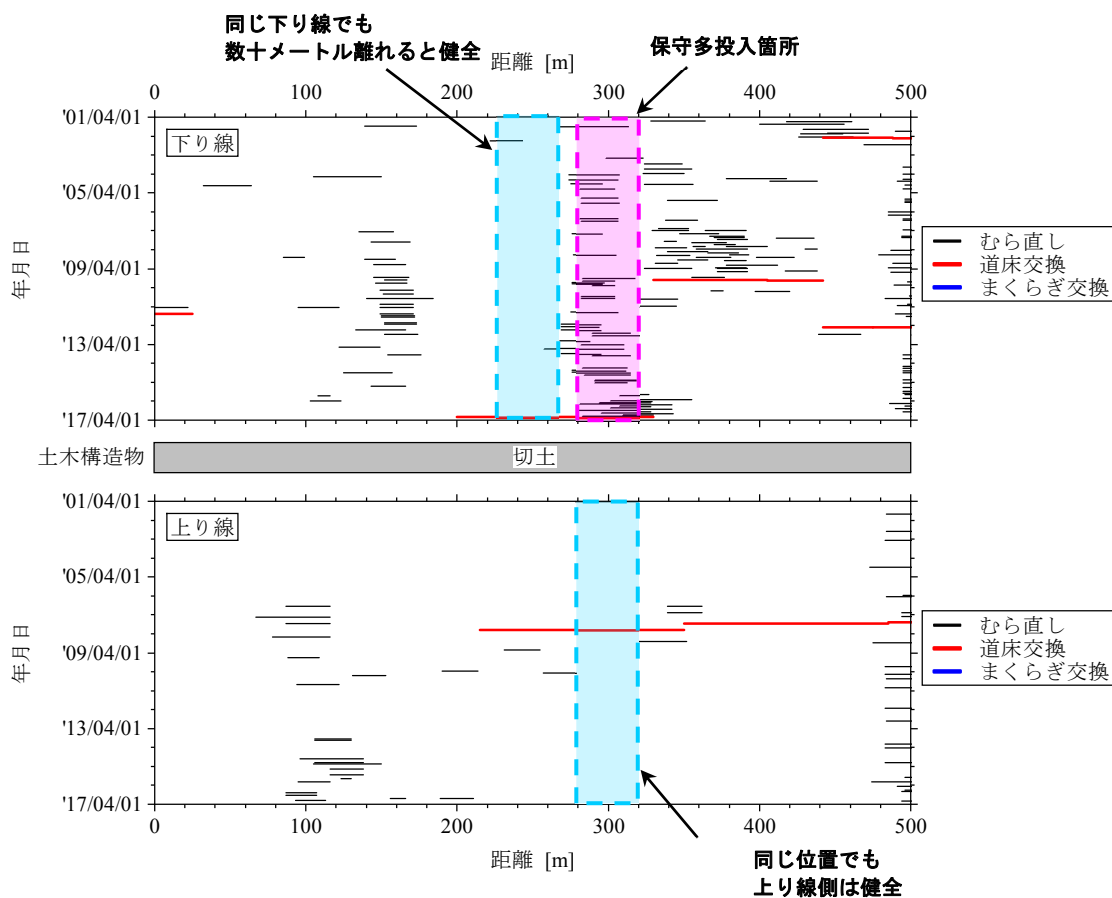 同じ下り線でも
数十メートル離れると健全
保守多投入箇所
距離 [m]
0 100 200 300 400 500
'01/04/01
'05/04/01
'09/04/01
'13/04/01
'17/04/01
年月日
下り線
むら直し
道床交換
まくらぎ交換
土木構造物
切土
'01/04/01
'05/04/01
'09/04/01
'13/04/01
'17/04/01
年月日
上り線
むら直し
道床交換
まくらぎ交換
0 100 200 300 400 500
距離 [m]
同じ位置でも
上り線側は健全